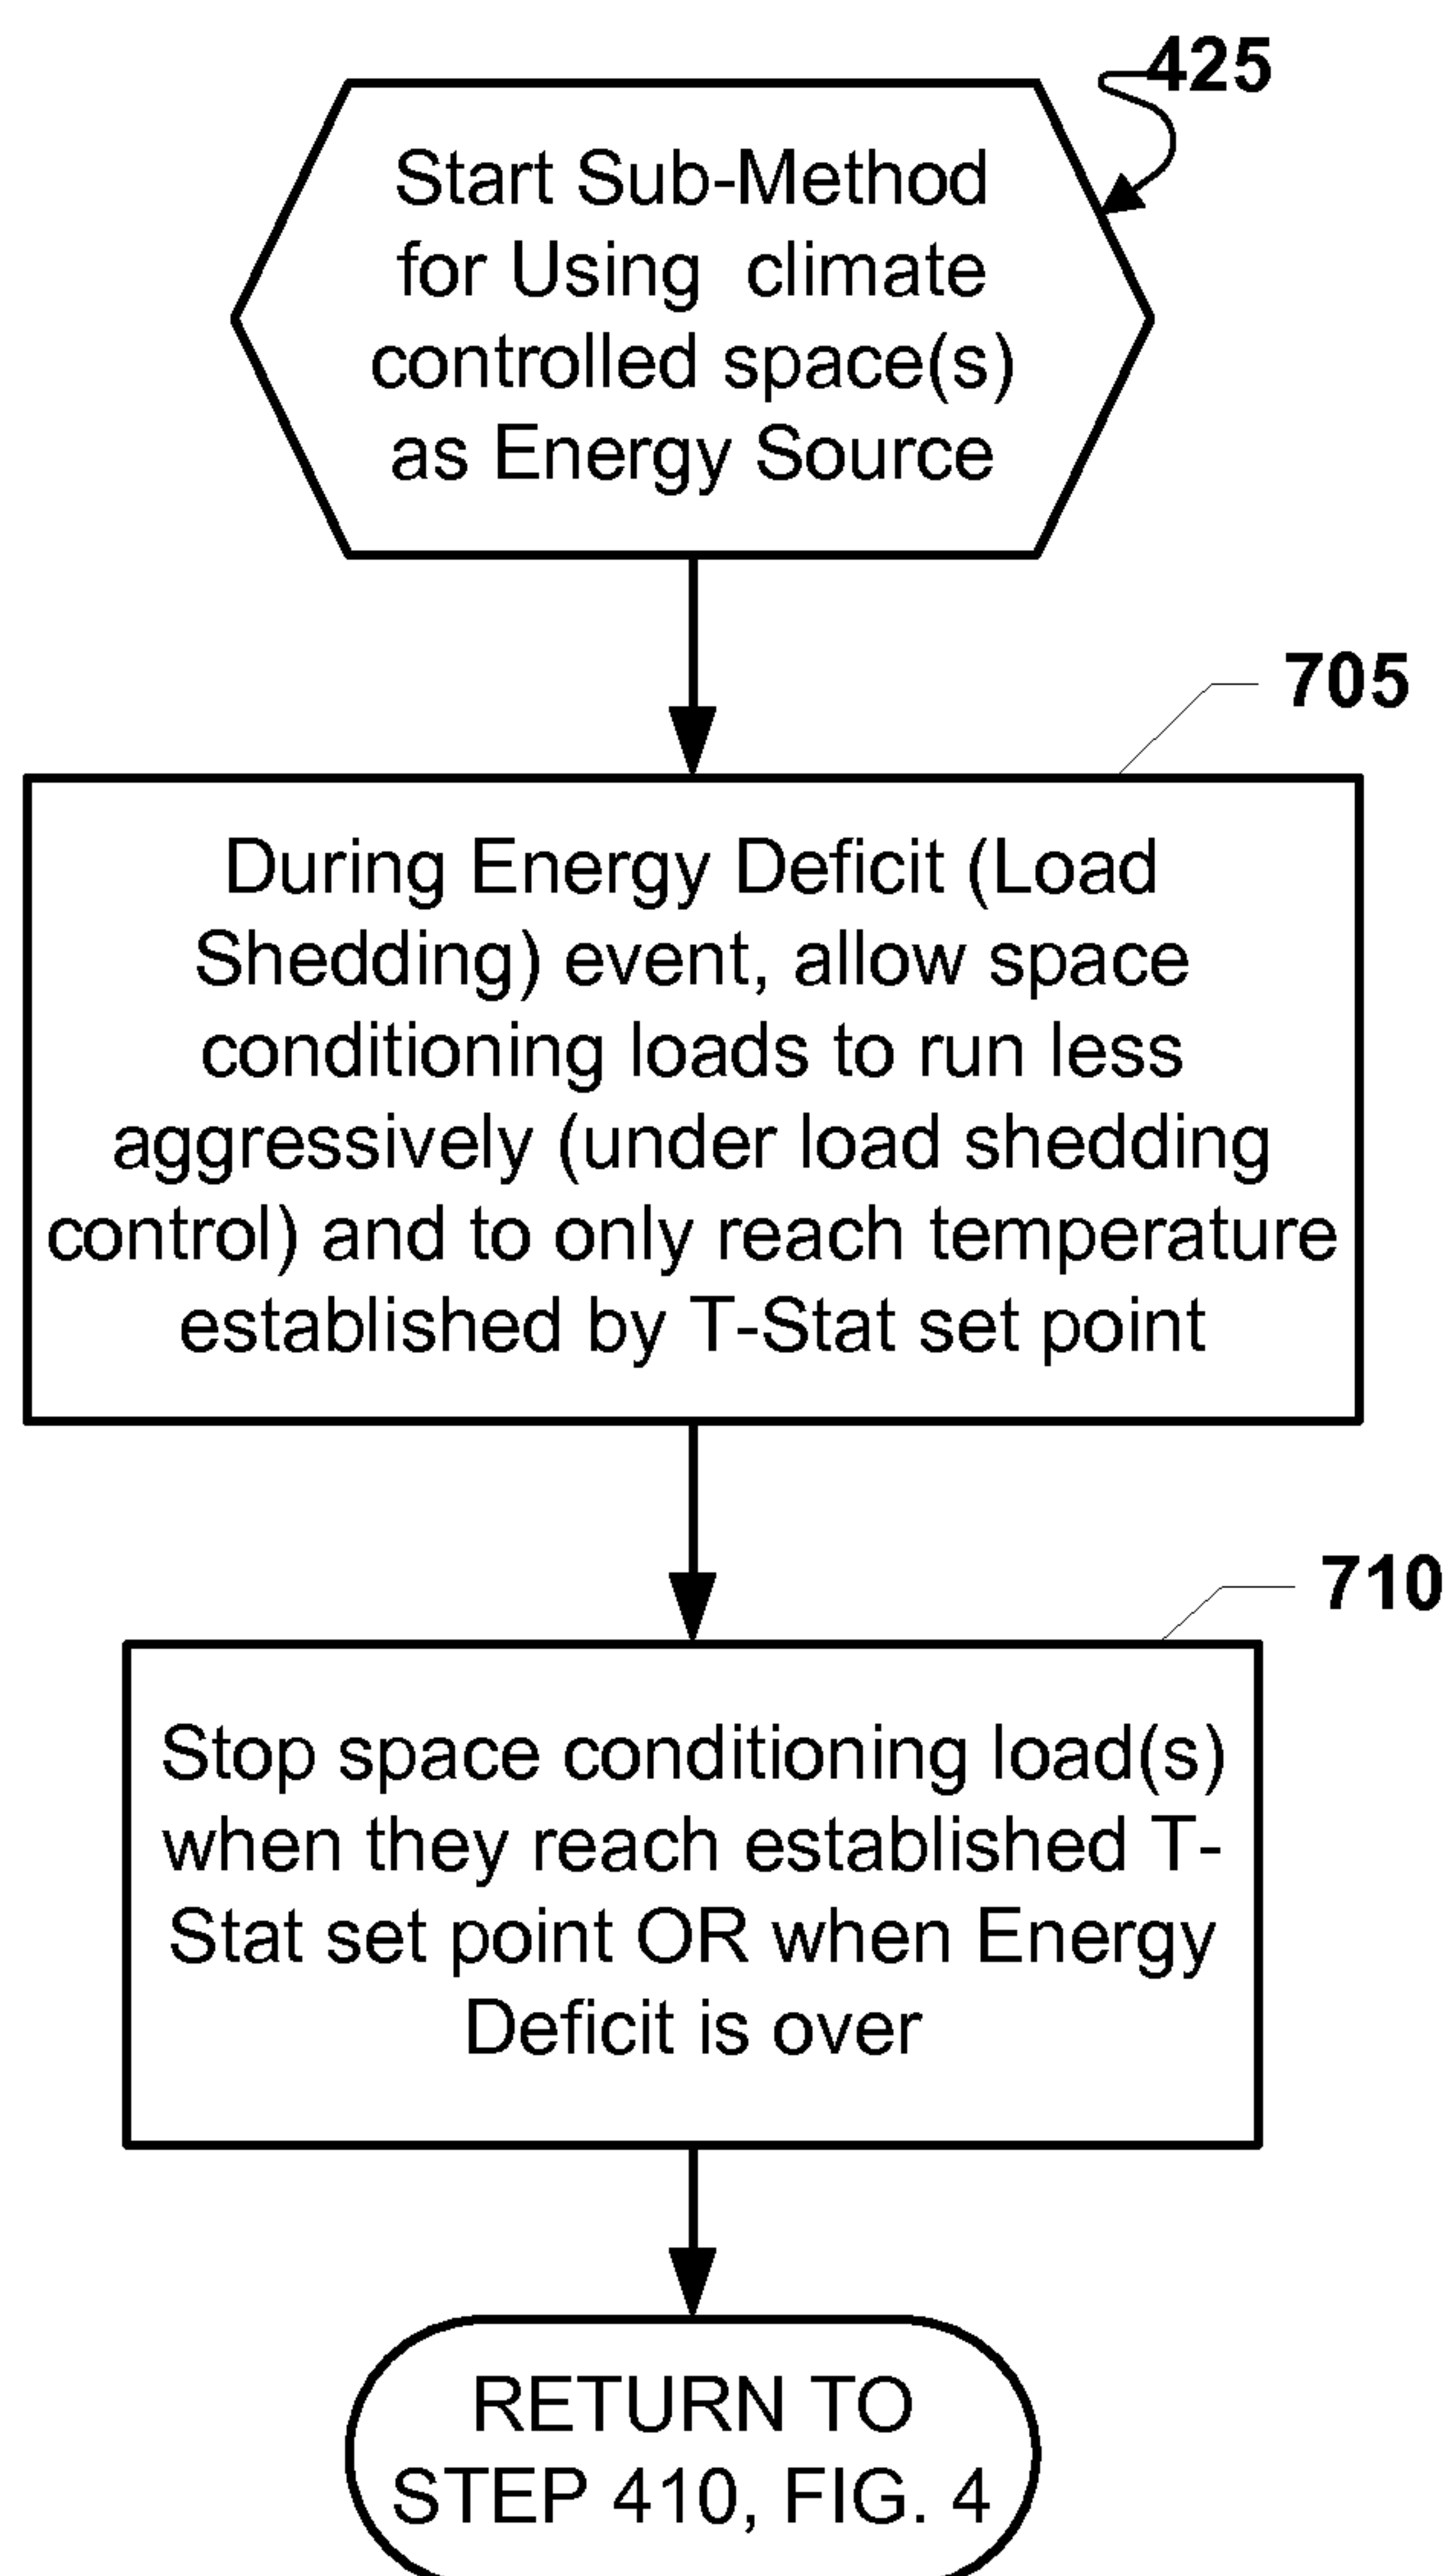 425
Start Sub-Method
for Using climate
controlled space(s)
as Energy Source
705
During Energy Deficit (Load
Shedding) event, allow space
conditioning loads to run less
aggressively (under load shedding
control) and to only reach temperature
established by T-Stat set point
710
Stop space conditioning load(s)
when they reach established T-
Stat set point OR when Energy
Deficit is over
RETURN TO
STEP 410, FIG. 4